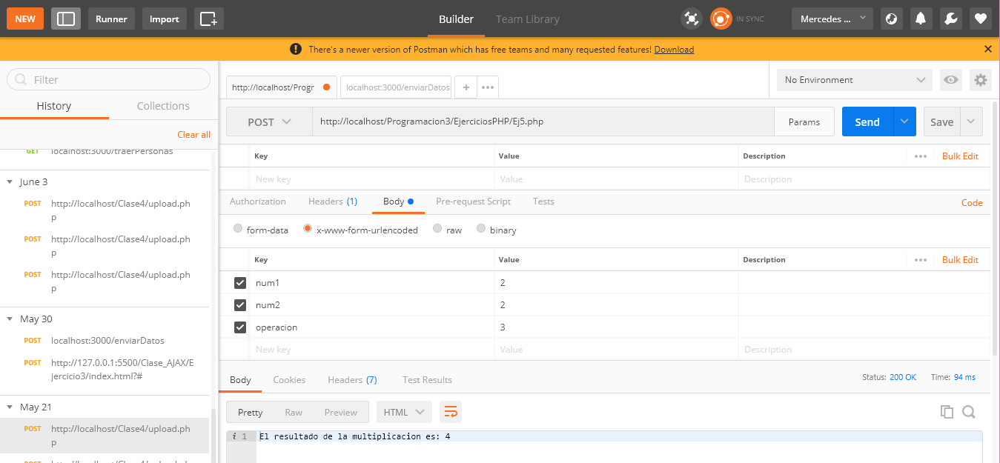 NEW Runner Import Builder Team Library IN SYNC Mercedes ...
There's a newer version of Postman which has free teams and many requested features! Download
Filter
History Collections
Clear all
GET localhost:3000/traerPersonas
June 3
POST http://localhost/Clase4/upload.ph
p
POST http://localhost/Clase4/upload.ph
p
POST http://localhost/Clase4/upload.ph
p
May 30
POST localhost:3000/enviarDatos
POST http://127.0.0.1:5500/Clase_AJAX/E
jercicio3/index.html?#
May 21
POST http://localhost/Clase4/upload.ph
p
http://localhost/Progr localhost:3000/enviarDatos + •••
No Environment
POST http://localhost/Programacion3/EjerciciosPHP/Ej5.php Params Send Save
Key Value Description ••• Bulk Edit
New key Value Description
Authorization Headers (1) Body Pre-request Script Tests Code
form-data x-www-form-urlencoded raw binary
Key Value Description ••• Bulk Edit
num1 2
num2 2
operacion 3
New key Value Description
Body Cookies Headers (7) Test Results Status: 200 OK Time: 94 ms
Pretty Raw Preview HTML
i 1 El resultado de la multiplicacion es: 4